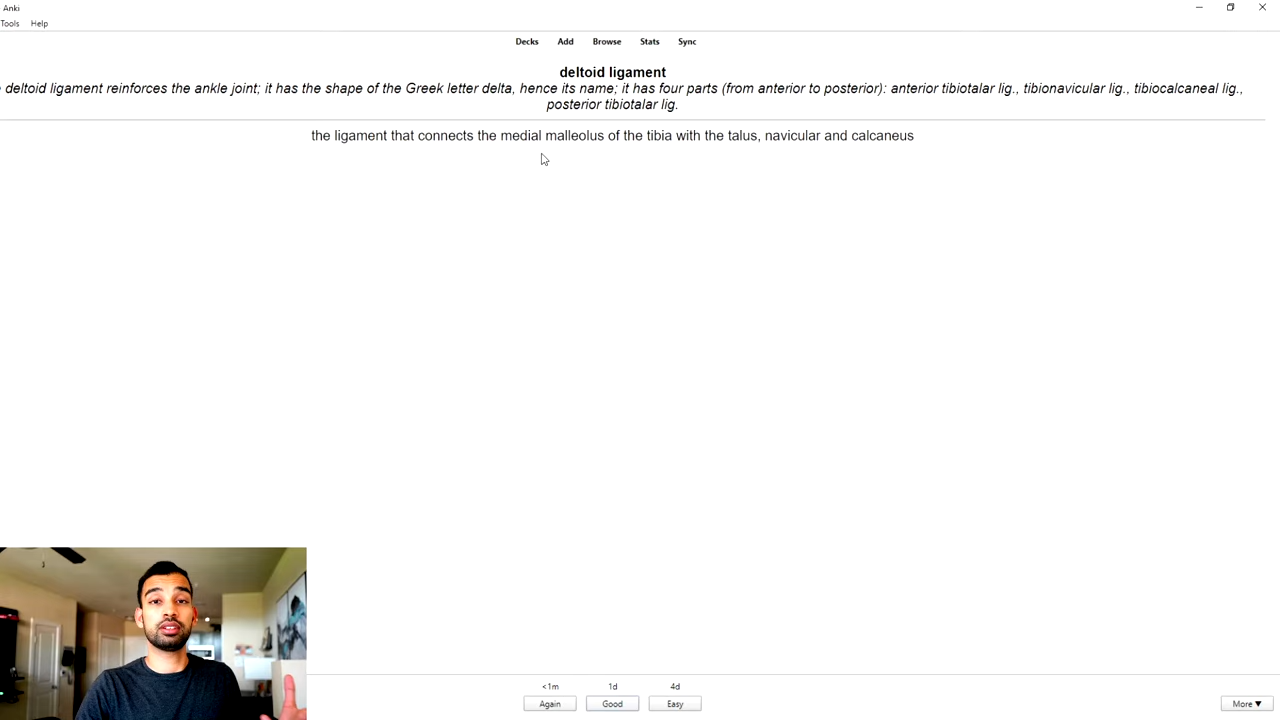 Anki
Tools Help
Decks Add Browse Stats Sync
deltoid ligament
deltoid ligament reinforces the ankle joint; it has the shape of the Greek letter delta, hence its name; it has four parts (from anterior to posterior): anterior tibiotalar lig., tibionavicular lig., tibiocalcaneal lig.,
posterior tibiotalar lig.
the ligament that connects the medial malleolus of the tibia with the talus, navicular and calcaneus
<1m 1d 4d
Again Good Easy More ▼